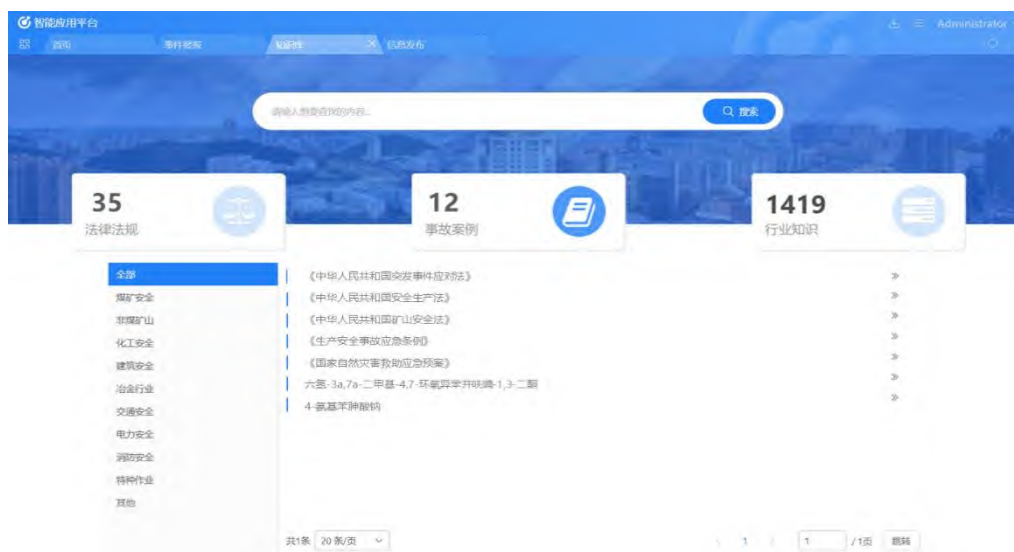 智能应用平台
Administrator
首页 事件接报 知识库 × 信息发布
请输入想要查找的内容...
搜索
35
法律法规
12
事故案例
1419
行业知识
全部
煤矿安全
非煤矿山
化工安全
建筑安全
冶金行业
交通安全
电力安全
消防安全
特种作业
其他
《中华人民共和国突发事件应对法》
《中华人民共和国安全生产法》
《中华人民共和国矿山安全法》
《生产安全事故应急条例》
《国家自然灾害救助应急预案》
六氢-3a,7a-二甲基-4,7-环氧异苯并呋喃-1,3-二酮
4-氨基苯胂酸钠
共1条 20 条/页
1 1 /1页 跳转